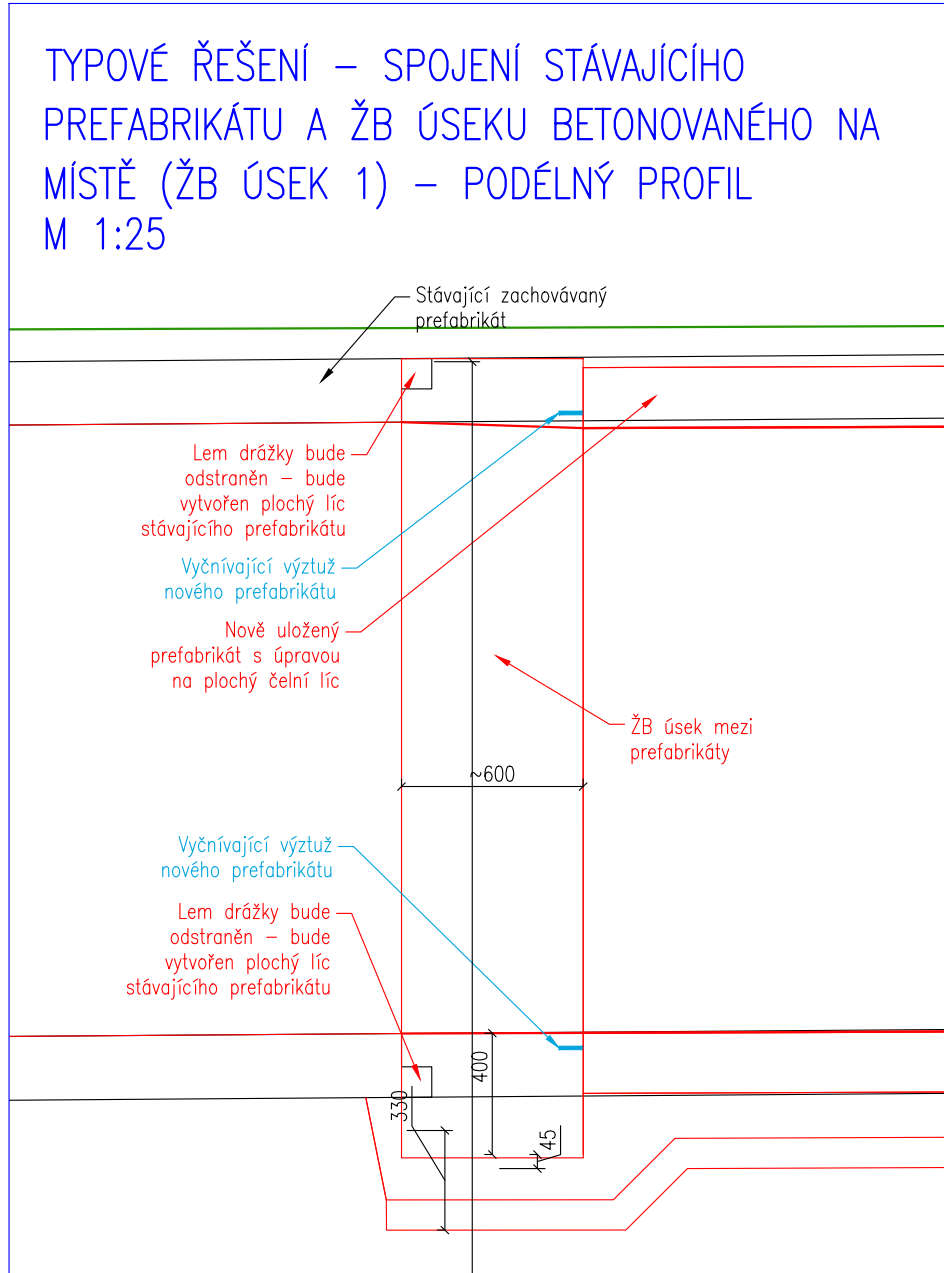 TYPOVÉ ŘEŠENÍ – SPOJENÍ STÁVAJÍCÍHO
PREFABRIKÁTU A ŽB ÚSEKU BETONOVANÉHO NA
MÍSTĚ (ŽB ÚSEK 1) – PODÉLNÝ PROFIL
M 1:25
Stávající zachovávaný
prefabrikát
Lem drážky bude
odstraněn – bude
vytvořen plochý líc
stávajícího prefabrikátu
Vyčnívající výztuž
nového prefabrikátu
Nově uložený
prefabrikát s úpravou
na plochý čelní líc
ŽB úsek mezi
prefabrikáty
~600
Vyčnívající výztuž
nového prefabrikátu
Lem drážky bude
odstraněn – bude
vytvořen plochý líc
stávajícího prefabrikátu
400
330
45